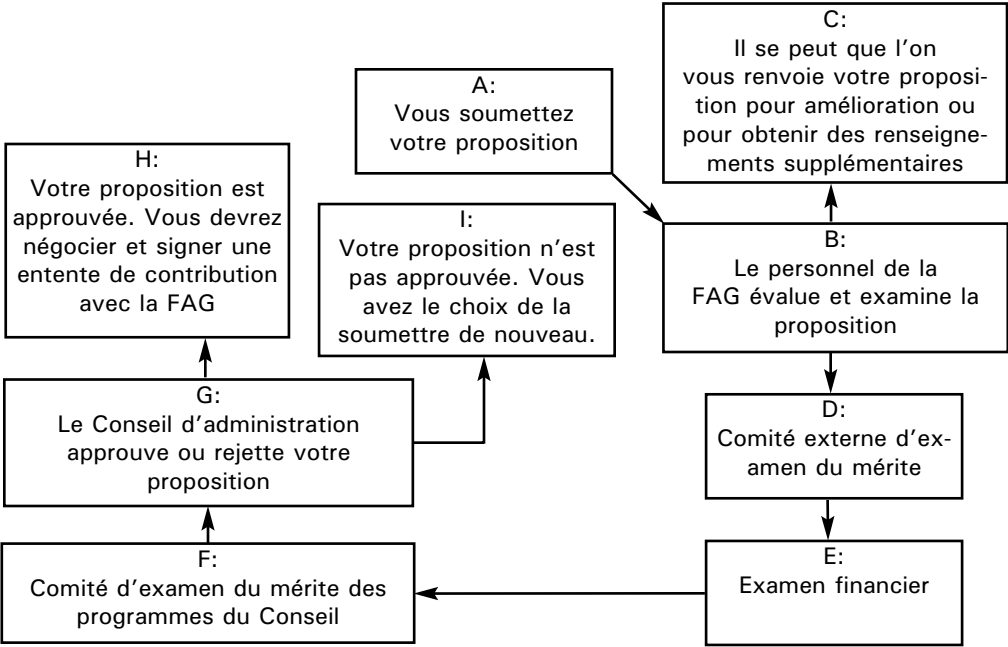 A:
Vous soumettez
votre proposition
B:
Le personnel de la
FAG évalue et examine la
proposition
C:
Il se peut que l'on
vous renvoie votre proposi-
tion pour amélioration ou
pour obtenir des renseigne-
ments supplémentaires
D:
Comité externe d'ex-
amen du mérite
E:
Examen financier
F:
Comité d'examen du mérite des
programmes du Conseil
G:
Le Conseil d'administration
approuve ou rejette votre
proposition
H:
Votre proposition est
approuvée. Vous devrez
négocier et signer une
entente de contribution
avec la FAG
I:
Votre proposition n'est
pas approuvée. Vous
avez le choix de la
soumettre de nouveau.